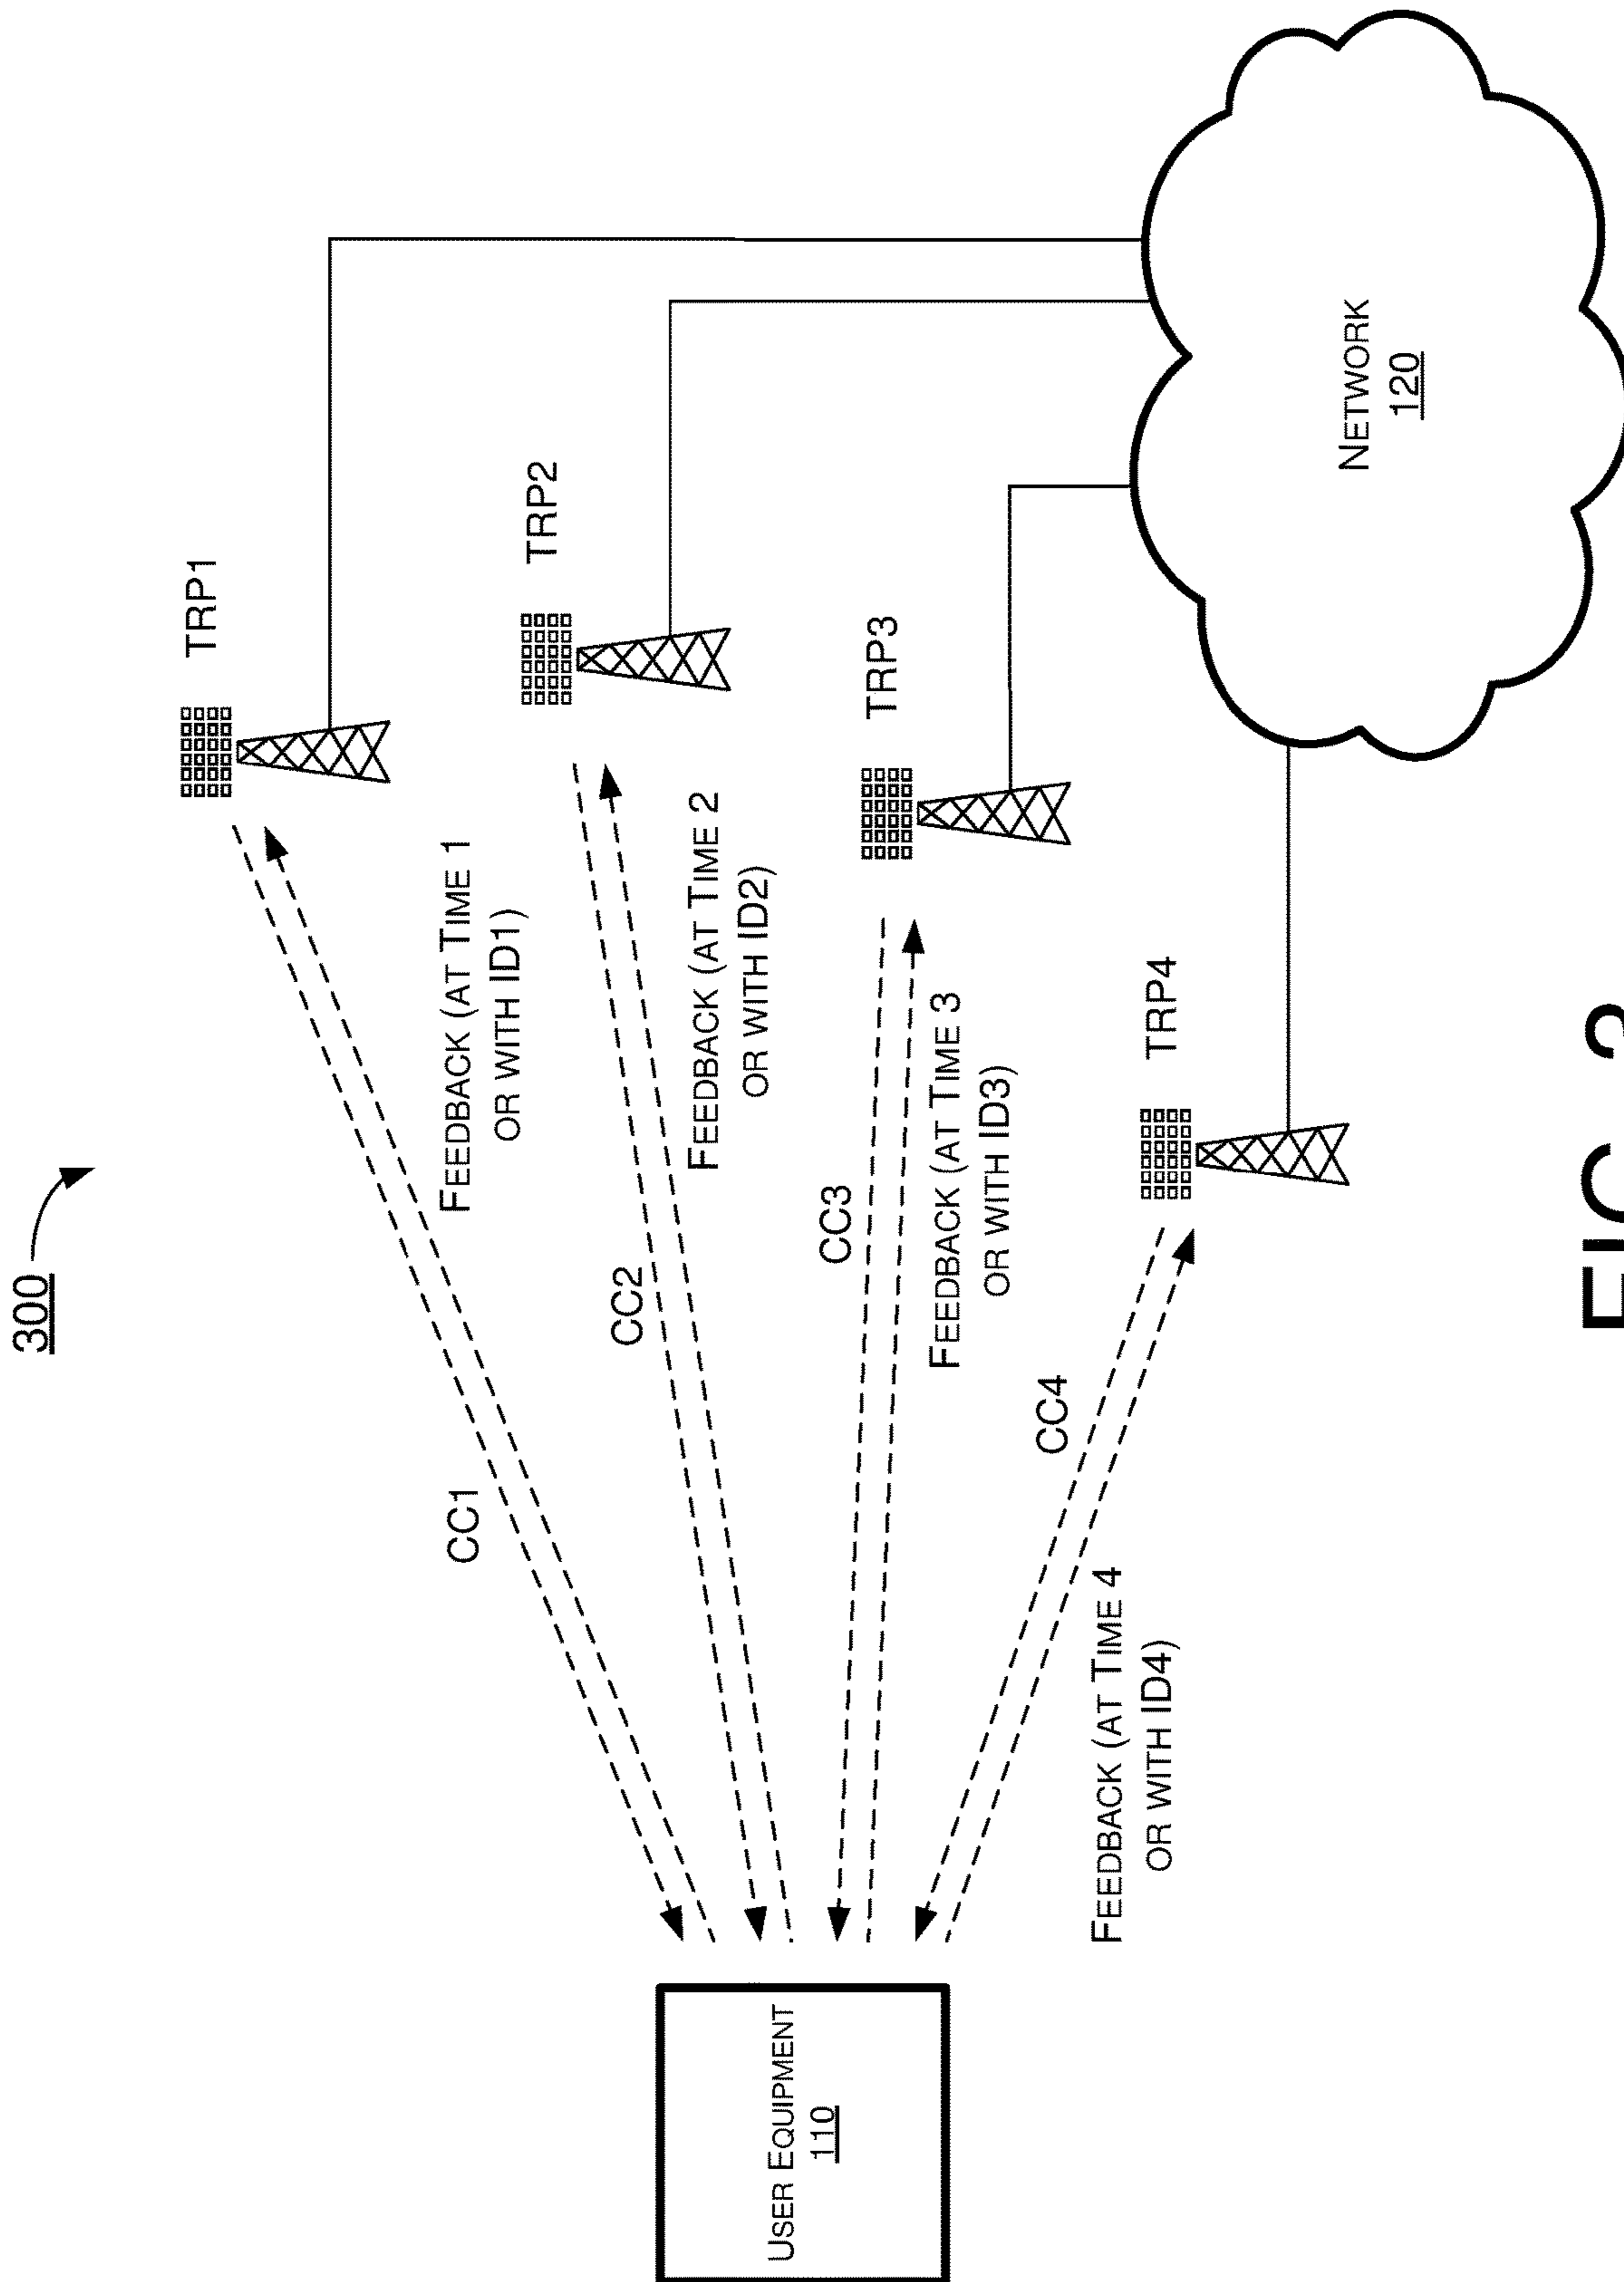 300
TRP1
CC1
FEEDBACK (AT TIME 1
OR WITH ID1)
TRP2
CC2
FEEDBACK (AT TIME 2
OR WITH ID2)
USER EQUIPMENT
110
CC3
TRP3
FEEDBACK (AT TIME 3
OR WITH ID3)
CC4
TRP4
FEEDBACK (AT TIME 4
OR WITH ID4)
NETWORK
120